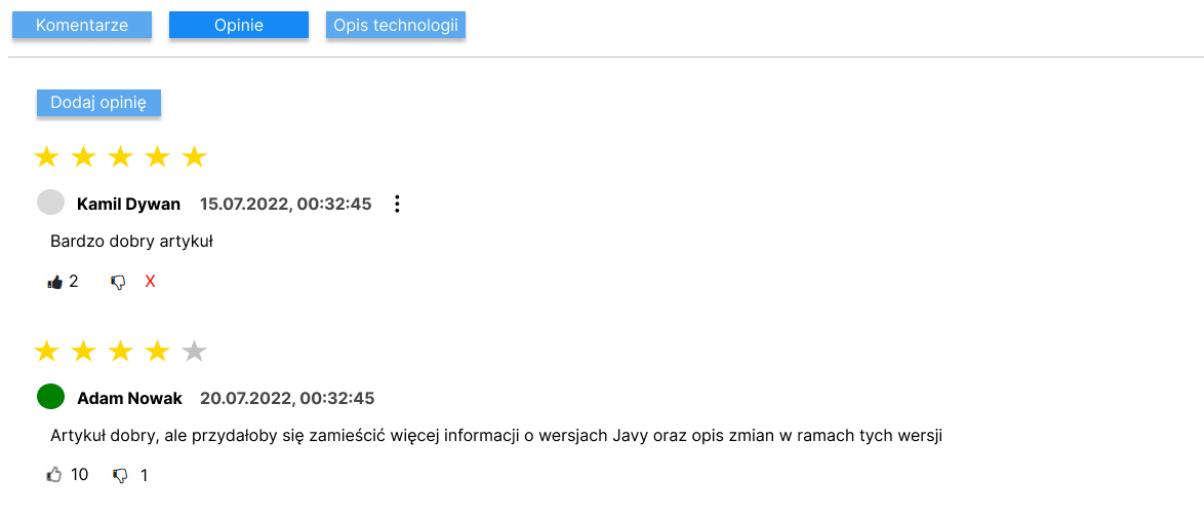 Komentarze Opinie Opis technologii
Dodaj opinię
Kamil Dywan 15.07.2022, 00:32:45
Bardzo dobry artykuł
2 X
Adam Nowak 20.07.2022, 00:32:45
Artykuł dobry, ale przydałoby się zamieścić więcej informacji o wersjach Javy oraz opis zmian w ramach tych wersji
10 1